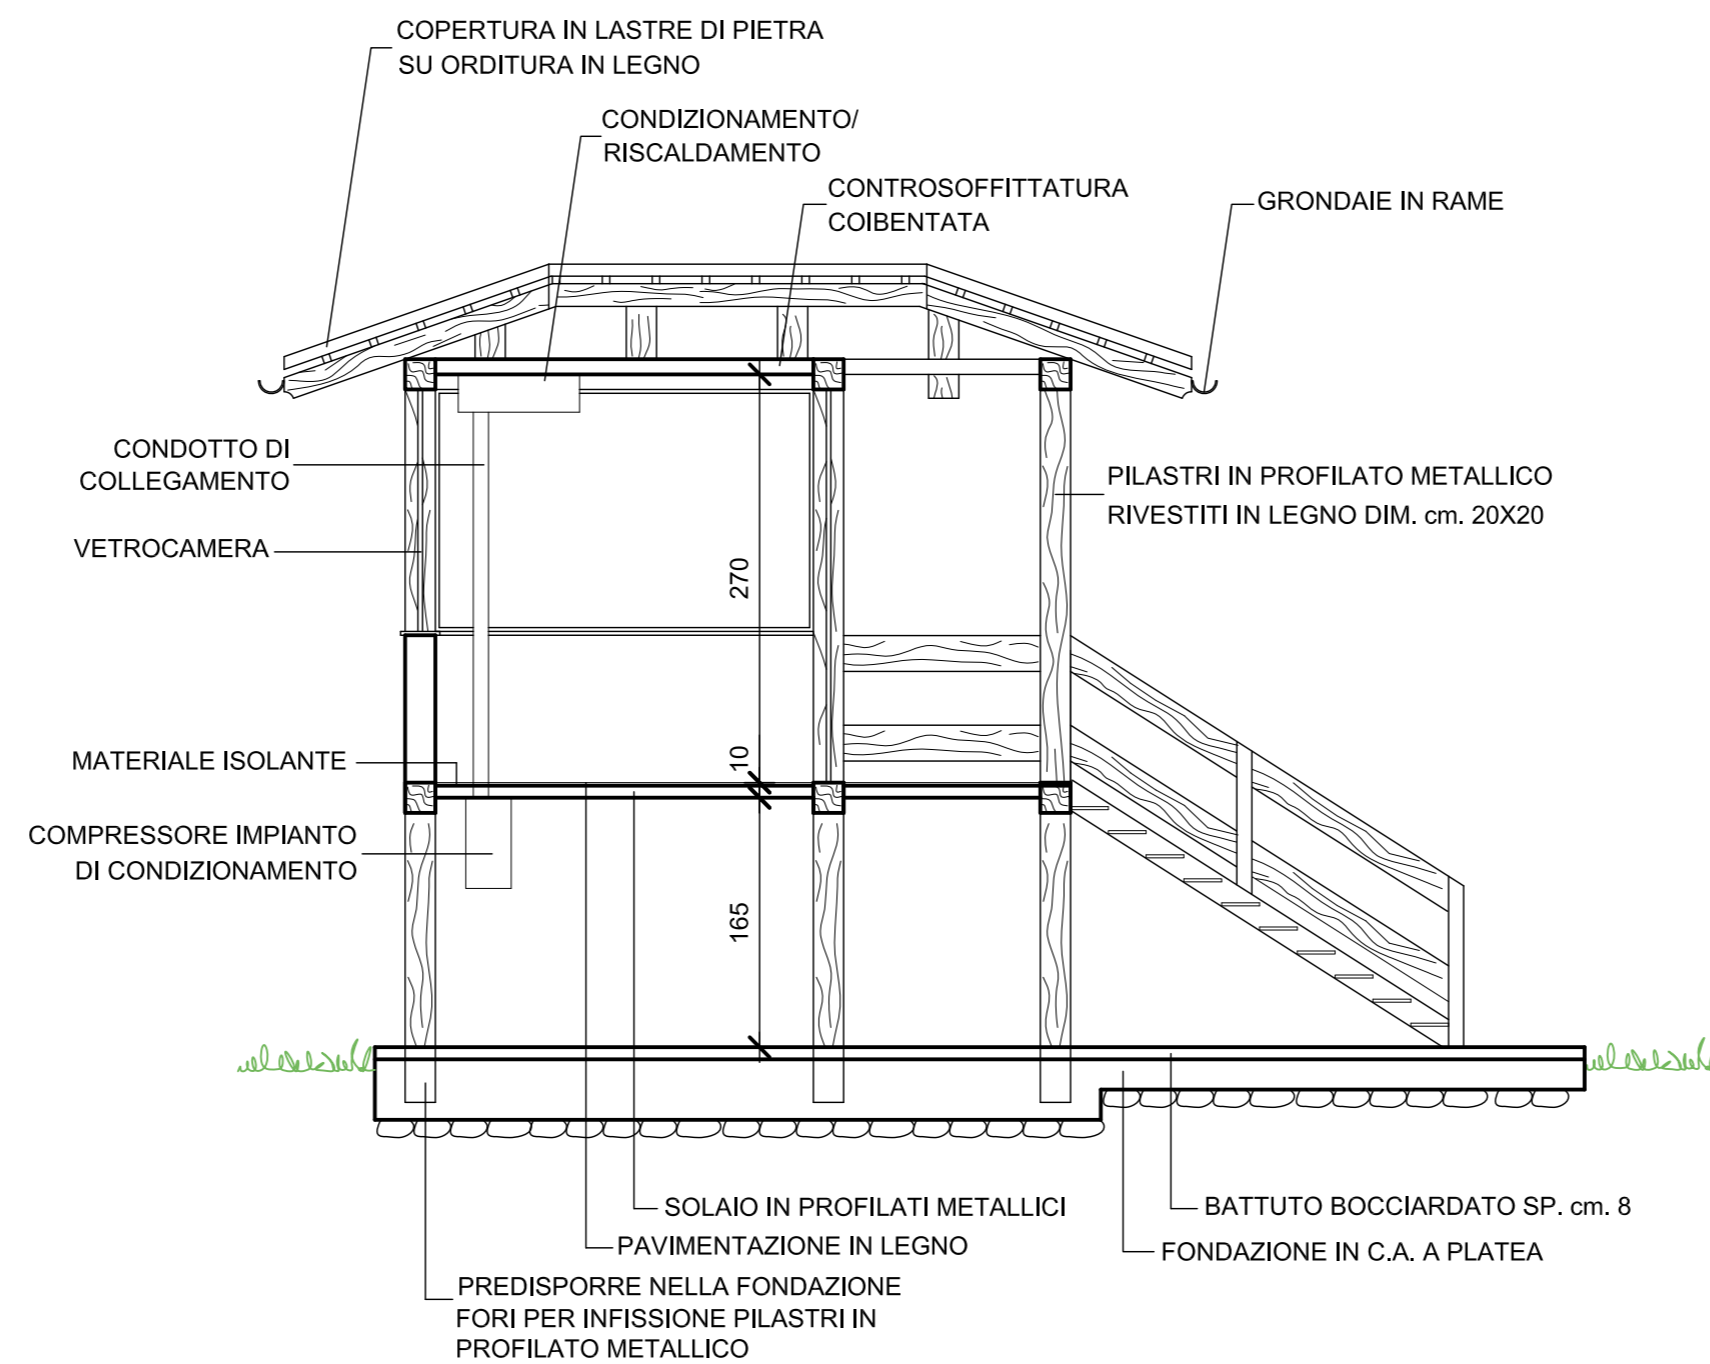 COPERTURA IN LASTRE DI PIETRA
SU ORDITURA IN LEGNO
CONDIZIONAMENTO/
RISCALDAMENTO
CONTROSOFFITTATURA
COIBENTATA
GRONDAIE IN RAME
CONDOTTO DI
COLLEGAMENTO
VETROCAMERA
PILASTRI IN PROFILATO METALLICO
RIVESTITI IN LEGNO DIM. cm. 20X20
270
10
165
MATERIALE ISOLANTE
COMPRESSORE IMPIANTO
DI CONDIZIONAMENTO
SOLAIO IN PROFILATI METALLICI
PAVIMENTAZIONE IN LEGNO
PREDISPORRE NELLA FONDAZIONE
FORI PER INFISSIONE PILASTRI IN
PROFILATO METALLICO
BATTUTO BOCCIARDATO SP. cm. 8
FONDAZIONE IN C.A. A PLATEA